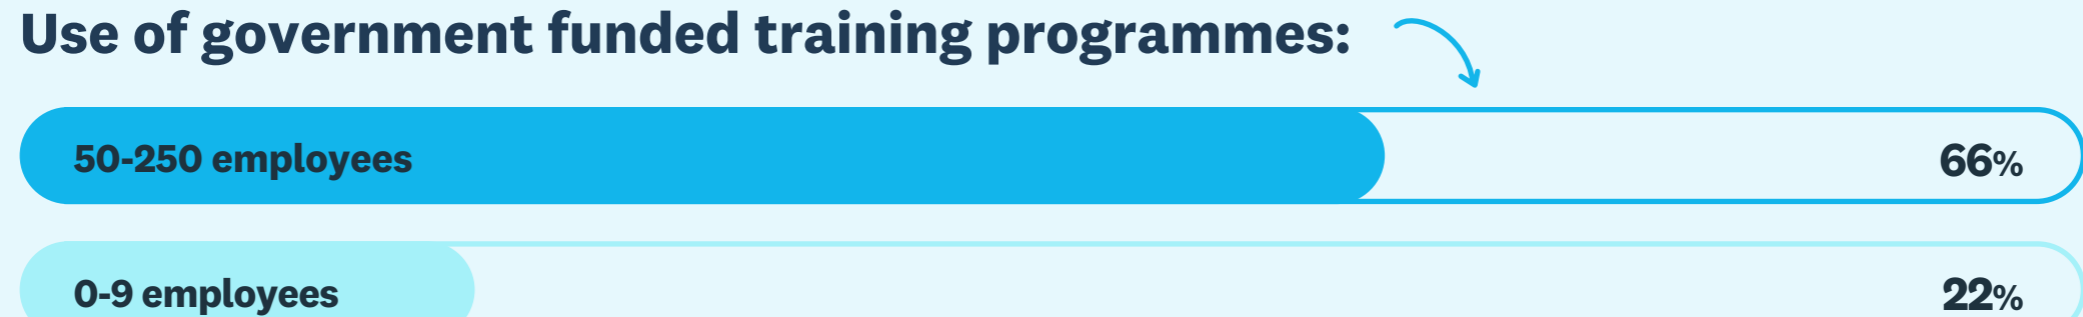 Use of government funded training programmes:
50-250 employees 66%
0-9 employees 22%